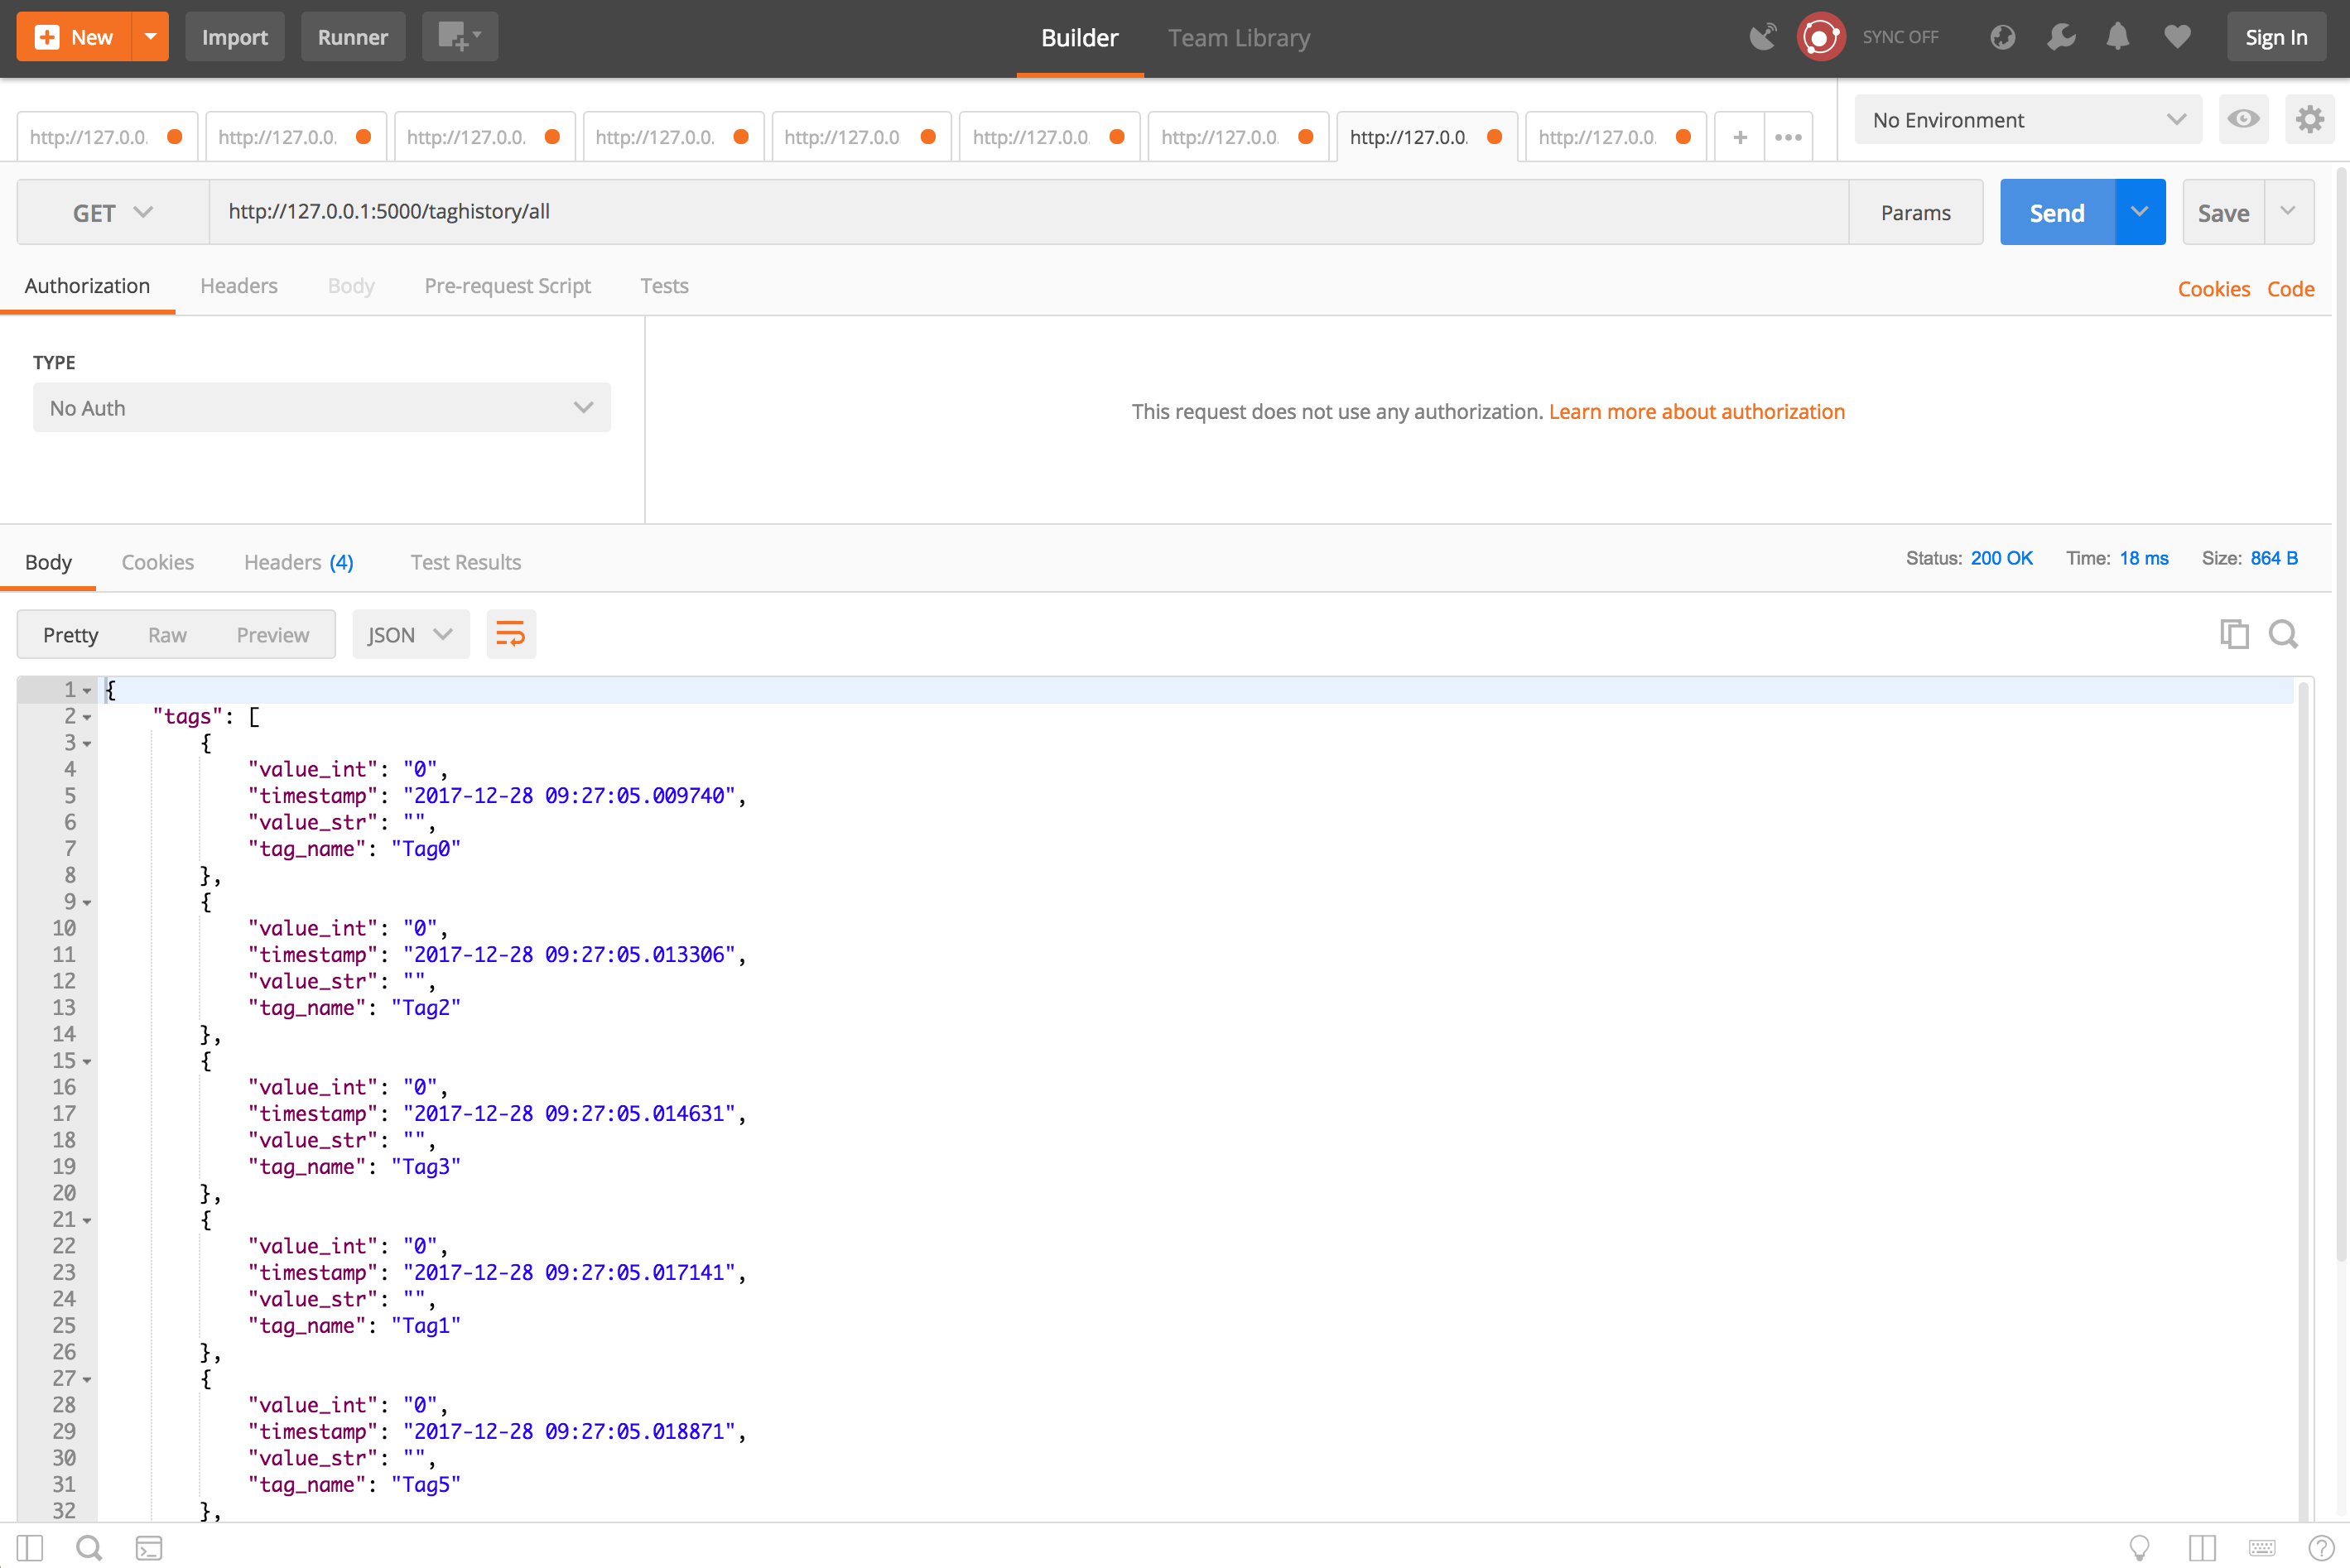 New Import Runner Builder Team Library SYNC OFF Sign In
http://127.0.0. http://127.0.0. http://127.0.0. http://127.0.0. http://127.0.0 http://127.0.0. http://127.0.0. http://127.0.0. http://127.0.0. + ••• No Environment
GET http://127.0.0.1:5000/taghistory/all Params Send Save
Authorization Headers Body Pre-request Script Tests Cookies Code
TYPE
No Auth
This request does not use any authorization. Learn more about authorization
Body Cookies Headers (4) Test Results Status: 200 OK Time: 18 ms Size: 864 B
Pretty Raw Preview JSON
1 {
2 "tags": [
3 {
4 "value_int": "0",
5 "timestamp": "2017-12-28 09:27:05.009740",
6 "value_str": "",
7 "tag_name": "Tag0"
8 },
9 {
10 "value_int": "0",
11 "timestamp": "2017-12-28 09:27:05.013306",
12 "value_str": "",
13 "tag_name": "Tag2"
14 },
15 {
16 "value_int": "0",
17 "timestamp": "2017-12-28 09:27:05.014631",
18 "value_str": "",
19 "tag_name": "Tag3"
20 },
21 {
22 "value_int": "0",
23 "timestamp": "2017-12-28 09:27:05.017141",
24 "value_str": "",
25 "tag_name": "Tag1"
26 },
27 {
28 "value_int": "0",
29 "timestamp": "2017-12-28 09:27:05.018871",
30 "value_str": "",
31 "tag_name": "Tag5"
32 },